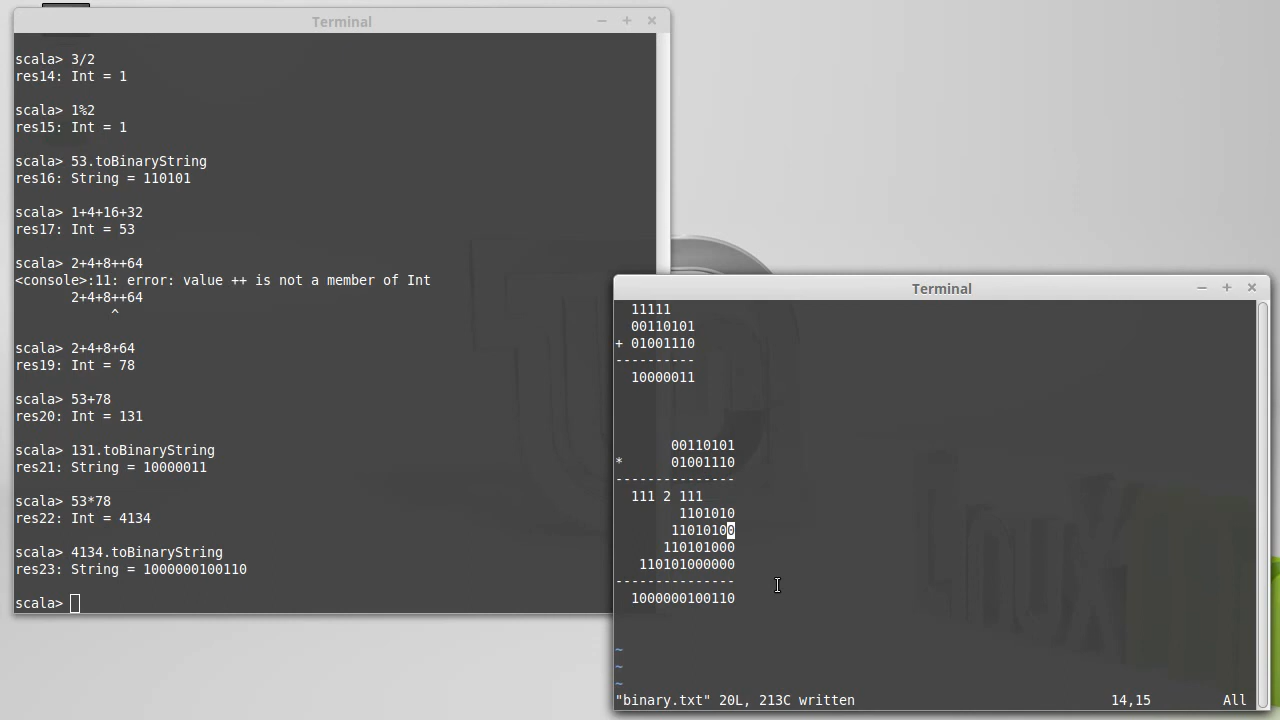 Terminal
scala> 3/2
res14: Int = 1
scala> 1%2
res15: Int = 1
scala> 53.toBinaryString
res16: String = 110101
scala> 1+4+16+32
res17: Int = 53
scala> 2+4+8++64
<console>:11: error: value ++ is not a member of Int
       2+4+8++64
            ^
scala> 2+4+8+64
res19: Int = 78
scala> 53+78
res20: Int = 131
scala> 131.toBinaryString
res21: String = 10000011
scala> 53*78
res22: Int = 4134
scala> 4134.toBinaryString
res23: String = 1000000100110
scala>
Terminal
  11111
  00110101
+ 01001110
----------
  10000011
       00110101
*      01001110
---------------
  111 2 111
        1101010
       11010100
      110101000
   110101000000
---------------
  1000000100110
~
~
~
"binary.txt" 20L, 213C written 14,15 All